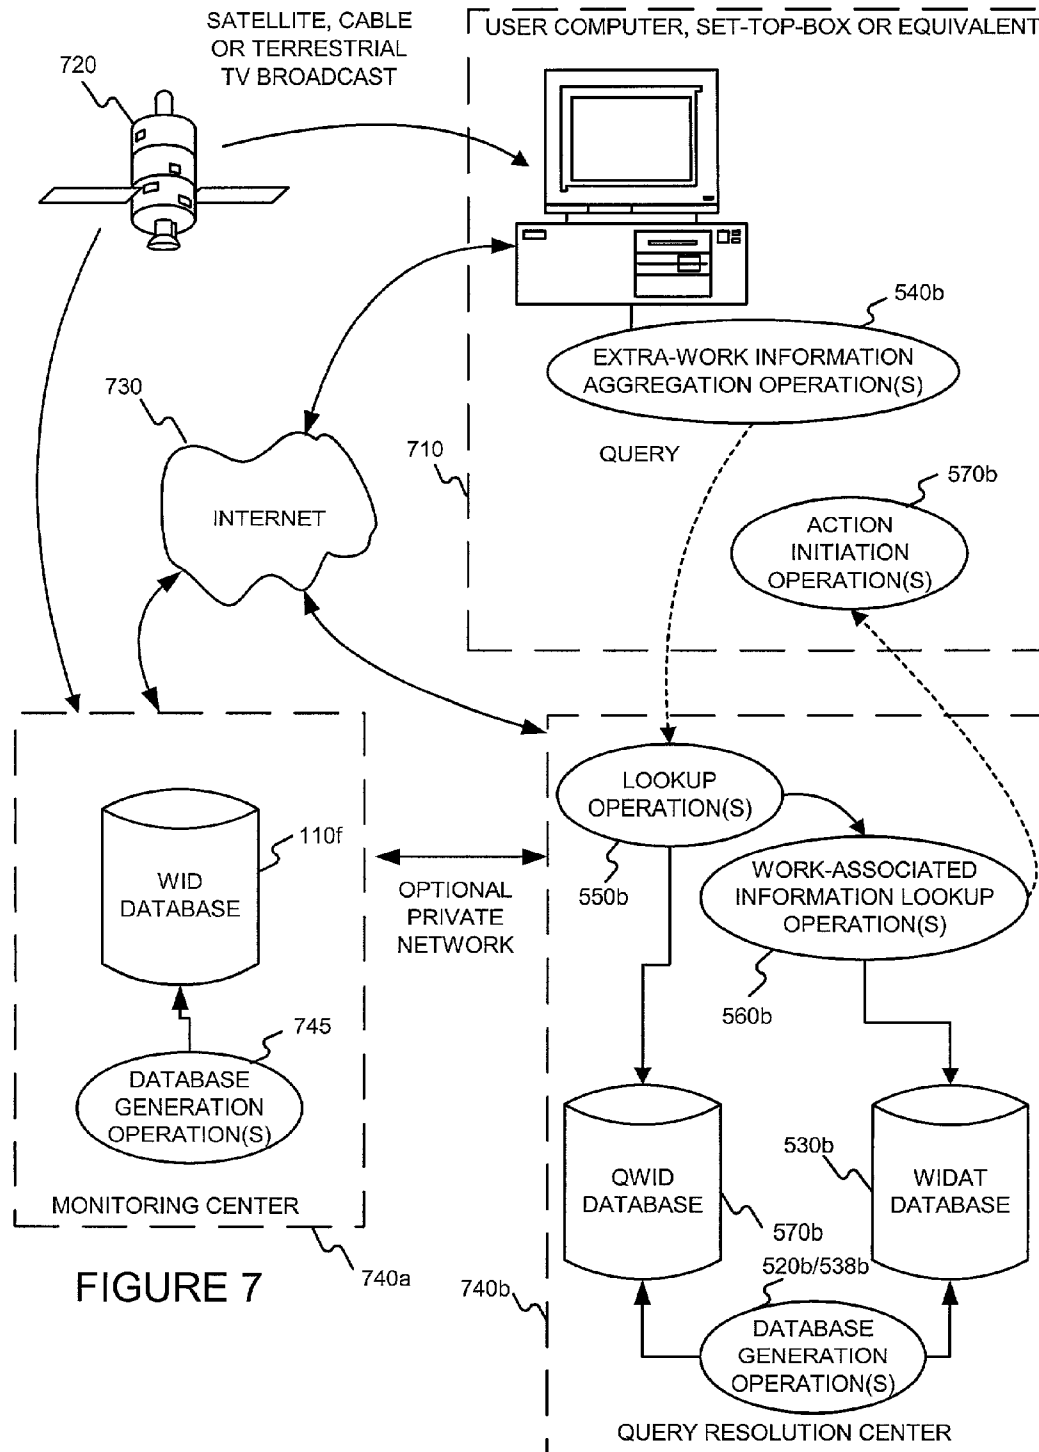 SATELLITE, CABLE
OR TERRESTRIAL
TV BROADCAST
USER COMPUTER, SET-TOP-BOX OR EQUIVALENT
720
540b
EXTRA-WORK INFORMATION
AGGREGATION OPERATION(S)
730
QUERY
710
570b
INTERNET
ACTION
INITIATION
OPERATION(S)
LOOKUP
OPERATION(S)
110f
WID
DATABASE
OPTIONAL
PRIVATE
NETWORK
550b
WORK-ASSOCIATED
INFORMATION LOOKUP
OPERATION(S)
560b
745
DATABASE
GENERATION
OPERATION(S)
530b
QWID
DATABASE
WIDAT
DATABASE
MONITORING CENTER
570b
740a
FIGURE 7
740b
520b/538b
DATABASE
GENERATION
OPERATION(S)
QUERY RESOLUTION CENTER